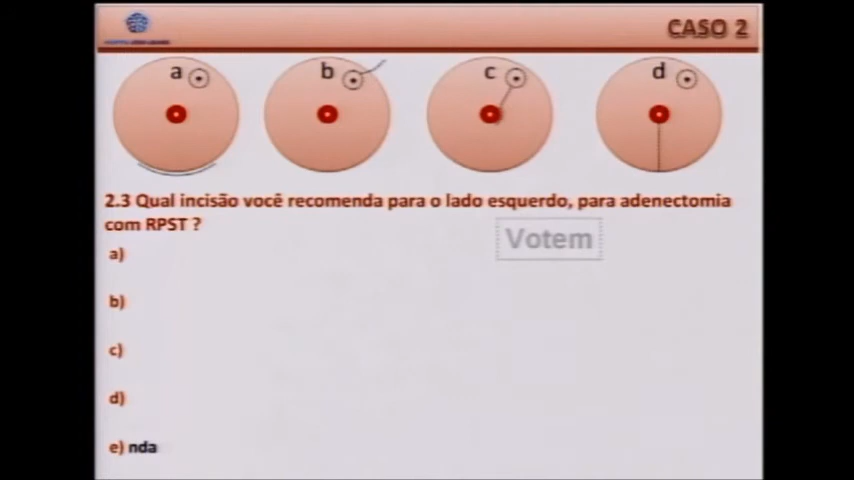 CASO 2
a
b
c
d
2.3 Qual incisão você recomenda para o lado esquerdo, para adenectomia
com RPST ?
Votem
a)
b)
c)
d)
e) nda